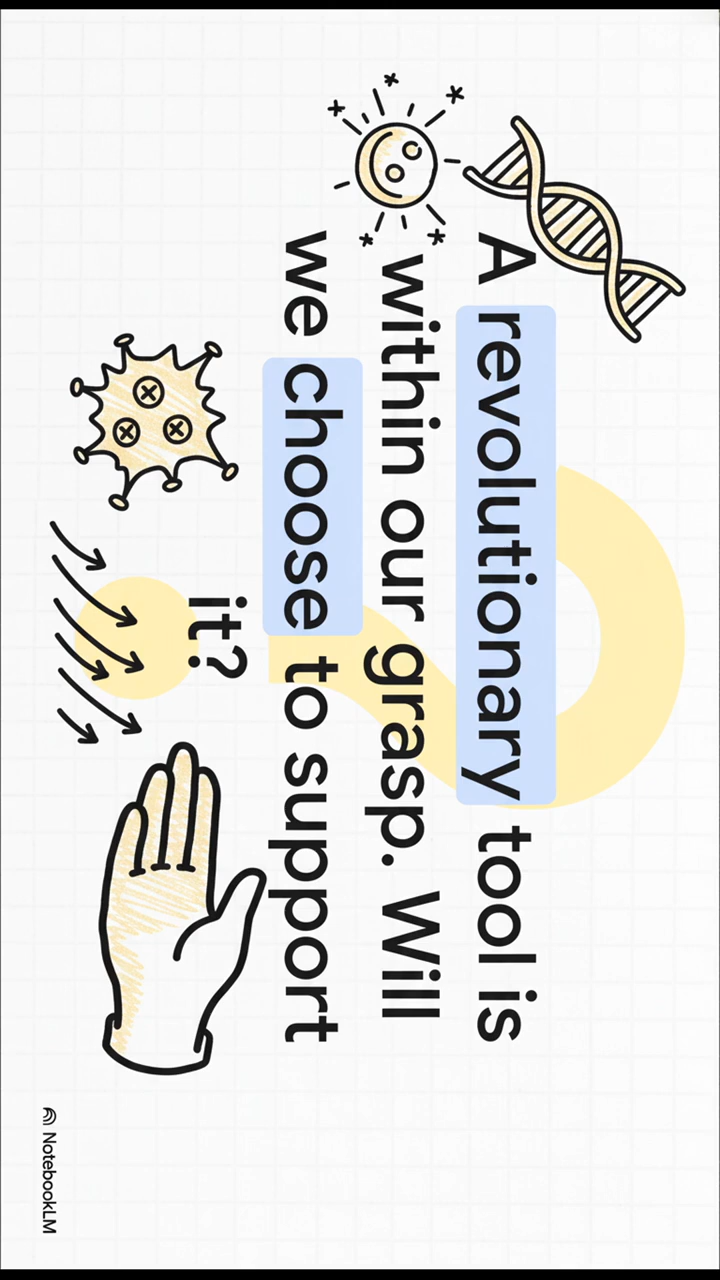 A revolutionary tool is
within our grasp. Will
we choose to support
it?
NotebookLM